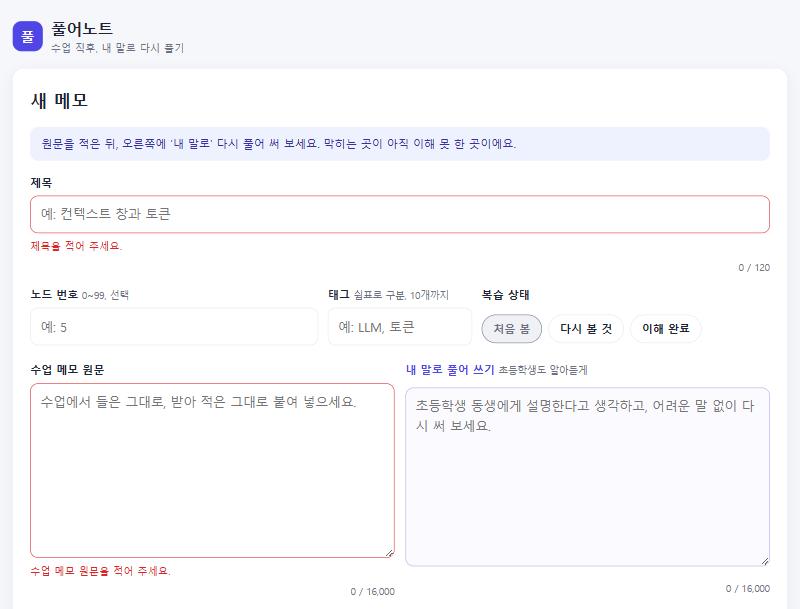 풀
풀어노트
수업 직후, 내 말로 다시 풀기
새 메모
원문을 적은 뒤, 오른쪽에 '내 말로' 다시 풀어 써 보세요. 막히는 곳이 아직 이해 못 한 곳이에요.
제목
예: 컨텍스트 창과 토큰
제목을 적어 주세요.
0 / 120
노드 번호 0~99, 선택
예: 5
태그 쉼표로 구분, 10개까지
예: LLM, 토큰
복습 상태
처음 봄 다시 볼 것 이해 완료
수업 메모 원문
수업에서 들은 그대로, 받아 적은 그대로 붙여 넣으세요.
수업 메모 원문을 적어 주세요.
0 / 16,000
내 말로 풀어 쓰기 초등학생도 알아듣게
초등학생 동생에게 설명한다고 생각하고, 어려운 말 없이 다
시 써 보세요.
0 / 16,000